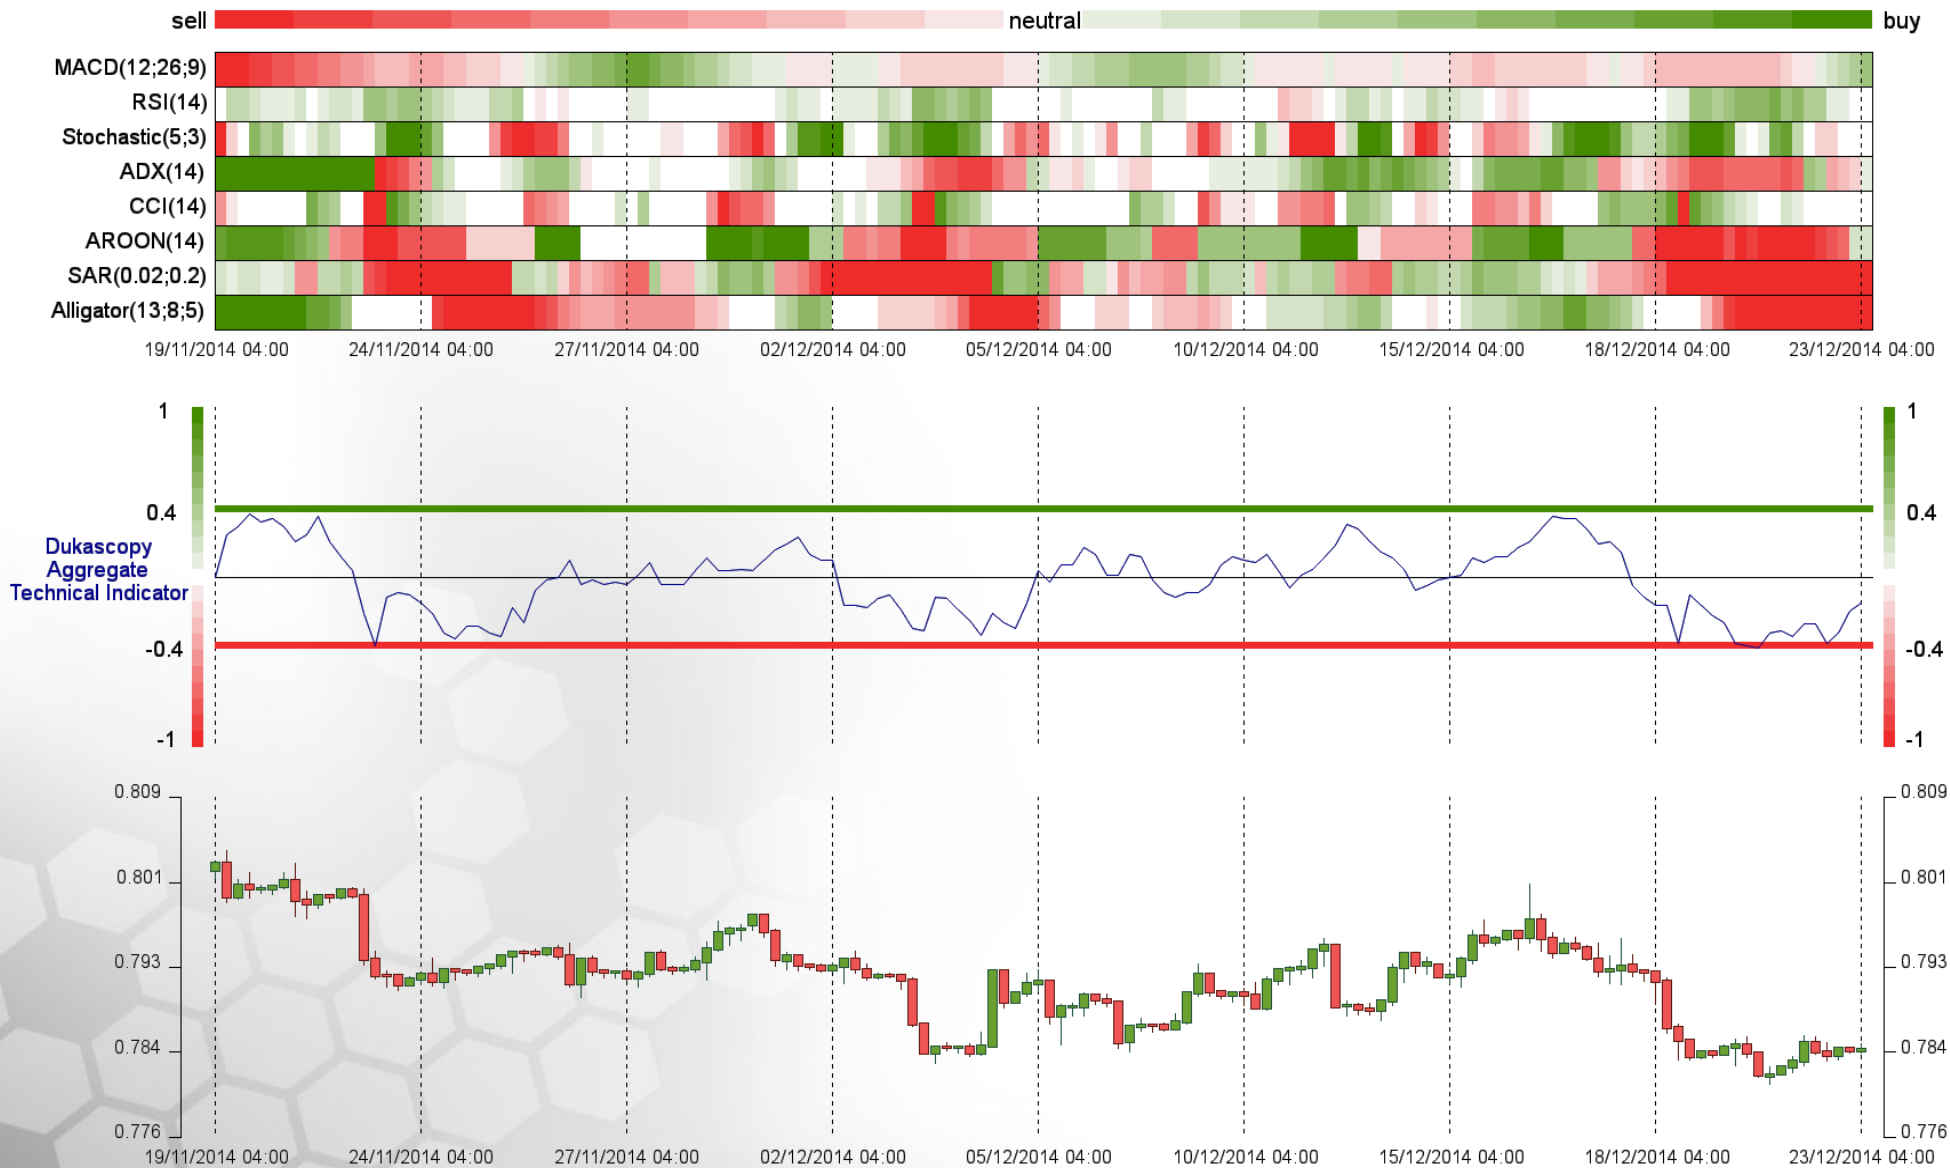 sell neutral buy
MACD(12;26;9)
RSI(14)
Stochastic(5;3)
ADX(14)
CCI(14)
AROON(14)
SAR(0.02;0.2)
Alligator(13;8;5)
19/11/2014 04:00 24/11/2014 04:00 27/11/2014 04:00 02/12/2014 04:00 05/12/2014 04:00 10/12/2014 04:00 15/12/2014 04:00 18/12/2014 04:00 23/12/2014 04:00
1 1
0.4 0.4
Dukascopy
Aggregate
Technical Indicator
-0.4 -0.4
-1 -1
0.809 0.809
0.801 0.801
0.793 0.793
0.784 0.784
0.776 0.776
19/11/2014 04:00 24/11/2014 04:00 27/11/2014 04:00 02/12/2014 04:00 05/12/2014 04:00 10/12/2014 04:00 15/12/2014 04:00 18/12/2014 04:00 23/12/2014 04:00